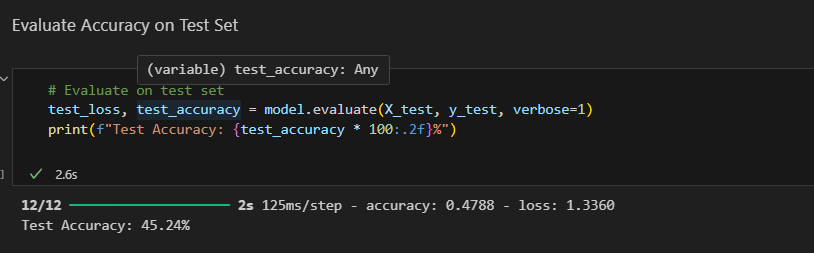 Evaluate Accuracy on Test Set
(variable) test_accuracy: Any
# Evaluate on test set
test_loss, test_accuracy = model.evaluate(X_test, y_test, verbose=1)
print(f"Test Accuracy: {test_accuracy * 100:.2f}%")
] 2.6s
12/12 2s 125ms/step - accuracy: 0.4788 - loss: 1.3360
Test Accuracy: 45.24%